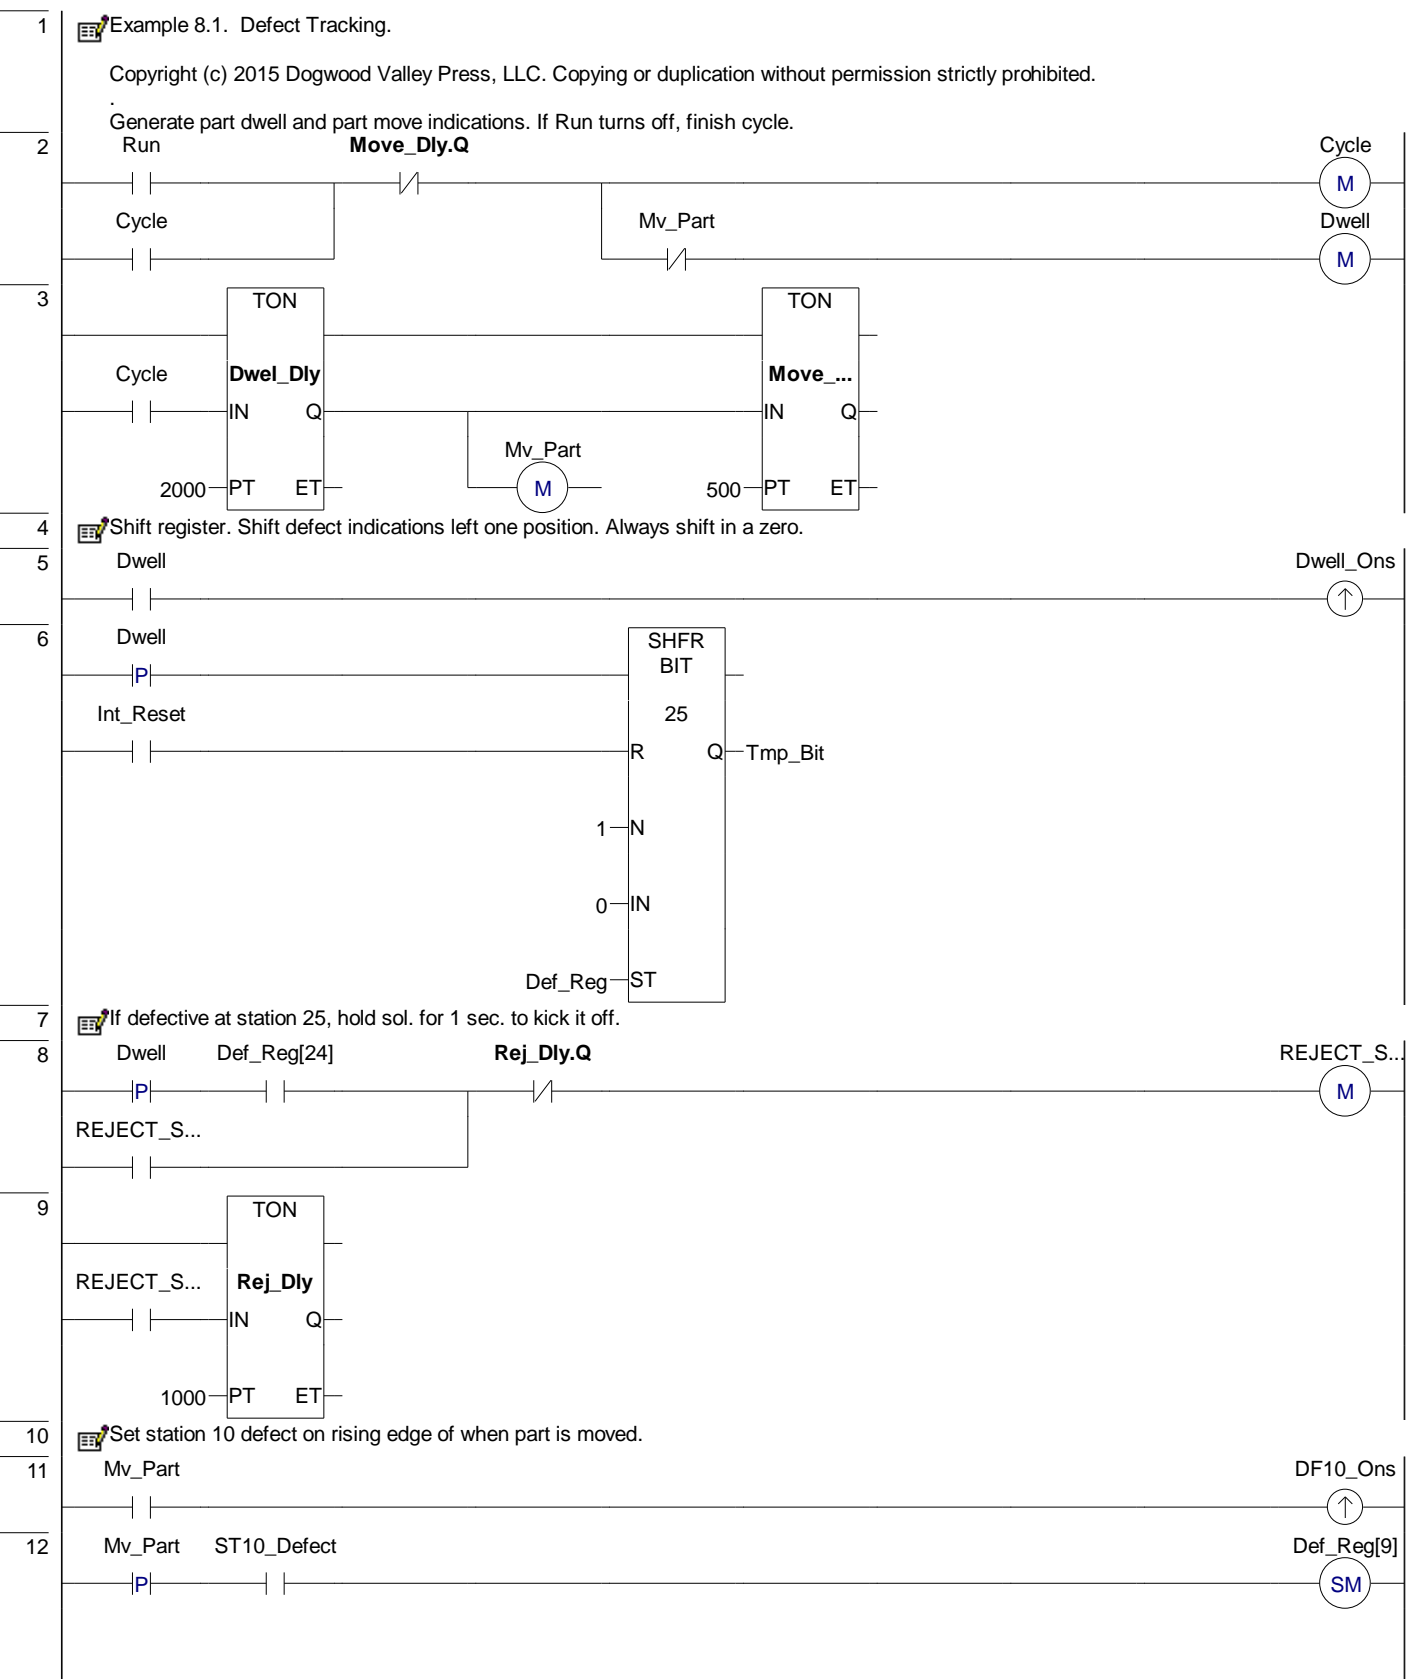 1
Example 8.1. Defect Tracking.
Copyright (c) 2015 Dogwood Valley Press, LLC. Copying or duplication without permission strictly prohibited.
.
Generate part dwell and part move indications. If Run turns off, finish cycle.
2
Run Move_Dly.Q Cycle
M
Cycle Mv_Part Dwell
M
3
TON TON
Cycle Dwel_Dly Move_...
IN Q IN Q
Mv_Part
M
2000 PT ET 500 PT ET
4
Shift register. Shift defect indications left one position. Always shift in a zero.
5
Dwell Dwell_Ons
↑
6
Dwell SHFR
BIT
P
Int_Reset 25
R Q Tmp_Bit
1 N
0 IN
Def_Reg ST
7
If defective at station 25, hold sol. for 1 sec. to kick it off.
8
Dwell Def_Reg[24] Rej_Dly.Q REJECT_S...
P M
REJECT_S...
9
TON
REJECT_S... Rej_Dly
IN Q
1000 PT ET
10
Set station 10 defect on rising edge of when part is moved.
11
Mv_Part DF10_Ons
↑
12
Mv_Part ST10_Defect Def_Reg[9]
P SM